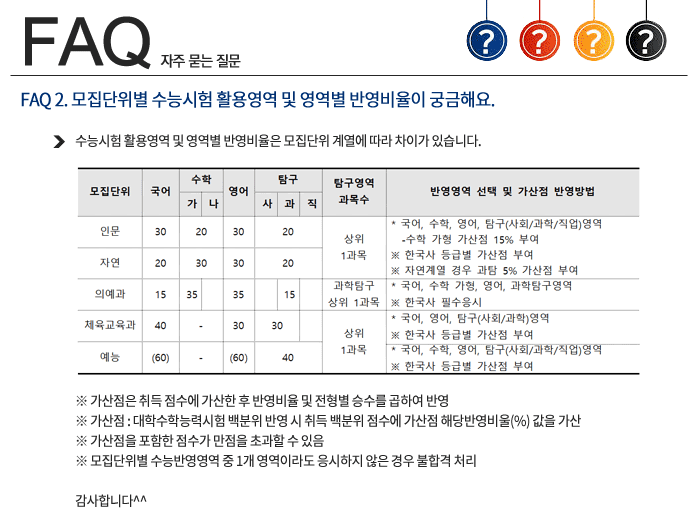 FAQ 자주 묻는 질문
? ? ? ?
FAQ 2. 모집단위별 수능시험 활용영역 및 영역별 반영비율이 궁금해요.
수능시험 활용영역 및 영역별 반영비율은 모집단위 계열에 따라 차이가 있습니다.
모집단위 국어 수학 영어 탐구 탐구영역 과목수 반영영역 선택 및 가산점 반영방법
가 나 사 과 직
인문 30 20 30 20 상위 1과목 * 국어, 수학, 영어, 탐구(사회/과학/직업)영역
-수학 가형 가산점 15% 부여
※ 한국사 등급별 가산점 부여
자연 20 30 30 20 ※ 자연계열 경우 과탐 5% 가산점 부여
의예과 15 35 35 15 과학탐구 상위 1과목 * 국어, 수학 가형, 영어, 과학탐구영역
※ 한국사 필수응시
체육교육과 40 - 30 30 상위 1과목 * 국어, 영어, 탐구(사회/과학)영역
※ 한국사 등급별 가산점 부여
예능 (60) - (60) 40 * 국어, 수학, 영어, 탐구(사회/과학/직업)영역
※ 한국사 등급별 가산점 부여
※ 가산점은 취득 점수에 가산한 후 반영비율 및 전형별 승수를 곱하여 반영
※ 가산점 : 대학수학능력시험 백분위 반영 시 취득 백분위 점수에 가산점 해당반영비율(%) 값을 가산
※ 가산점을 포함한 점수가 만점을 초과할 수 있음
※ 모집단위별 수능반영영역 중 1개 영역이라도 응시하지 않은 경우 불합격 처리
감사합니다^^